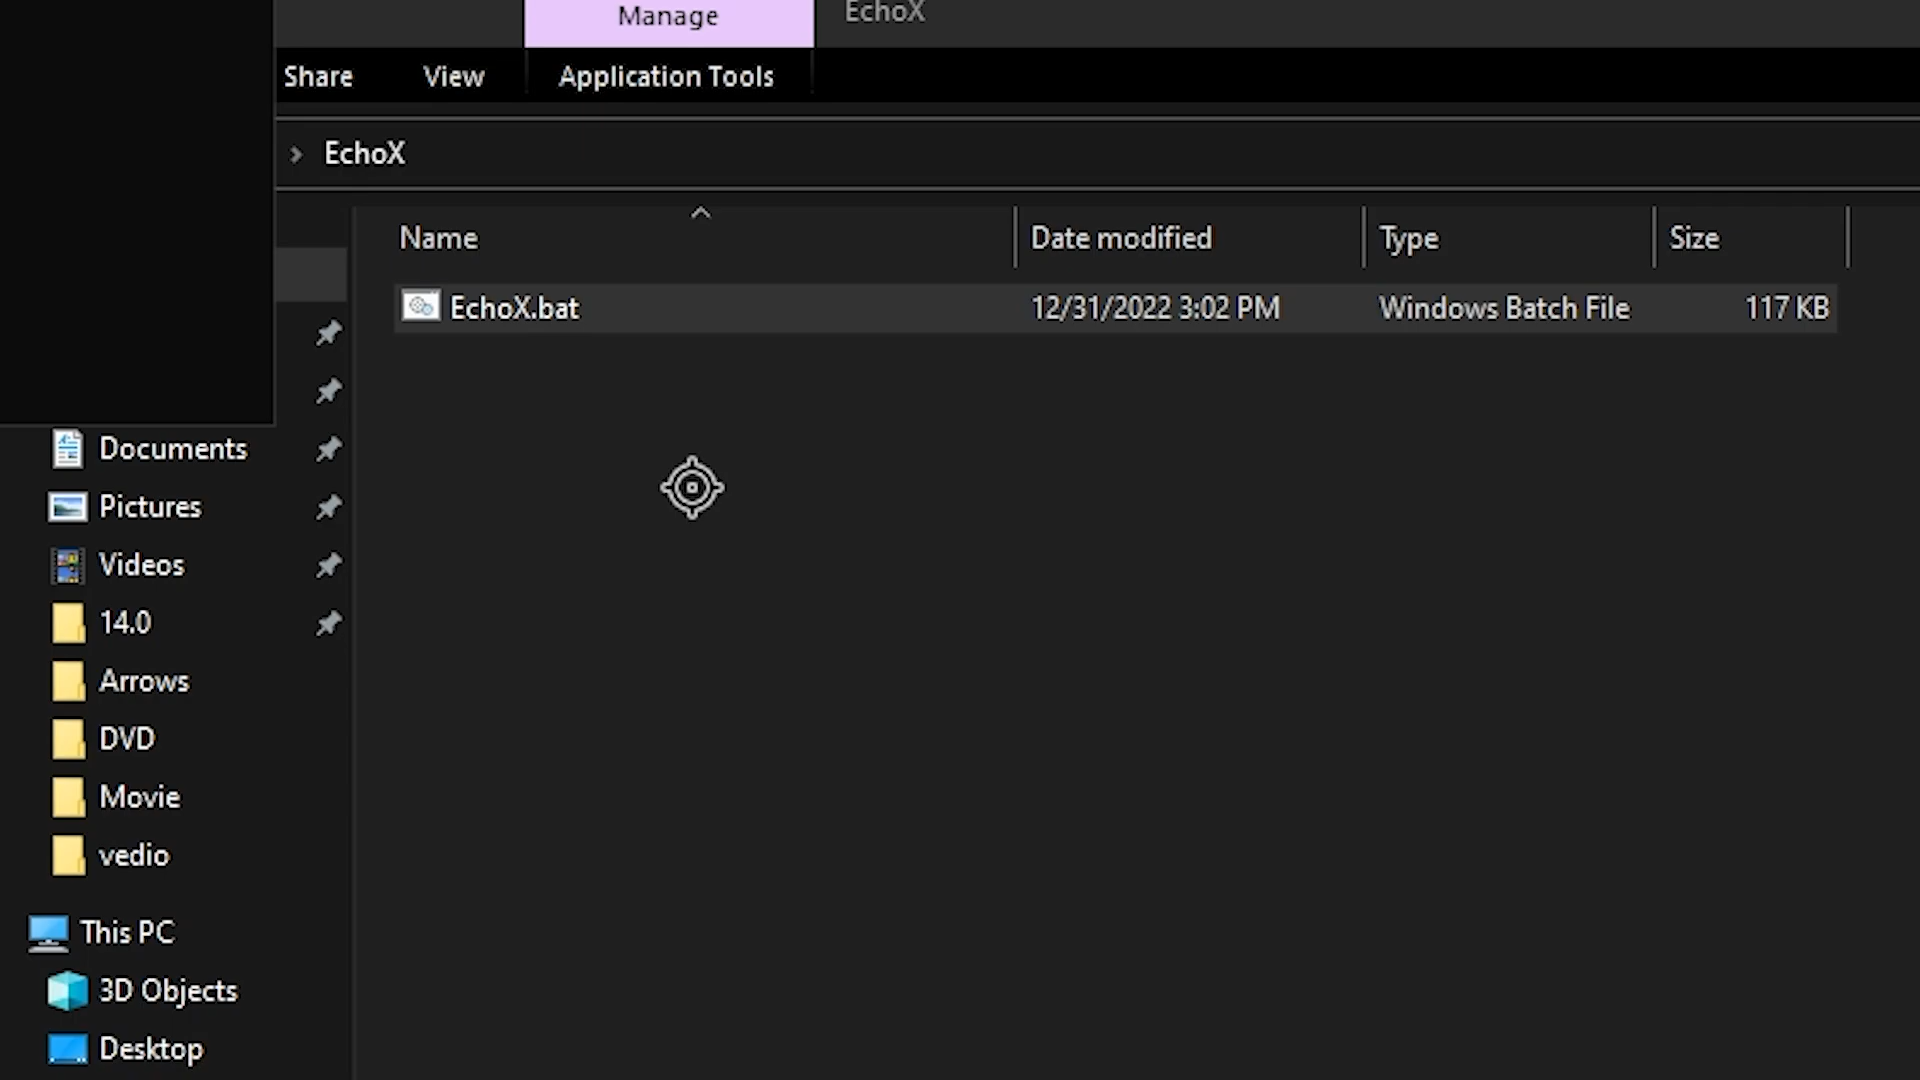 Manage
EchoX
Share View Application Tools
EchoX
Name Date modified Type Size
EchoX.bat 12/31/2022 3:02 PM Windows Batch File 117 KB
Documents
Pictures
Videos
14.0
Arrows
DVD
Movie
vedio
This PC
3D Objects
Desktop